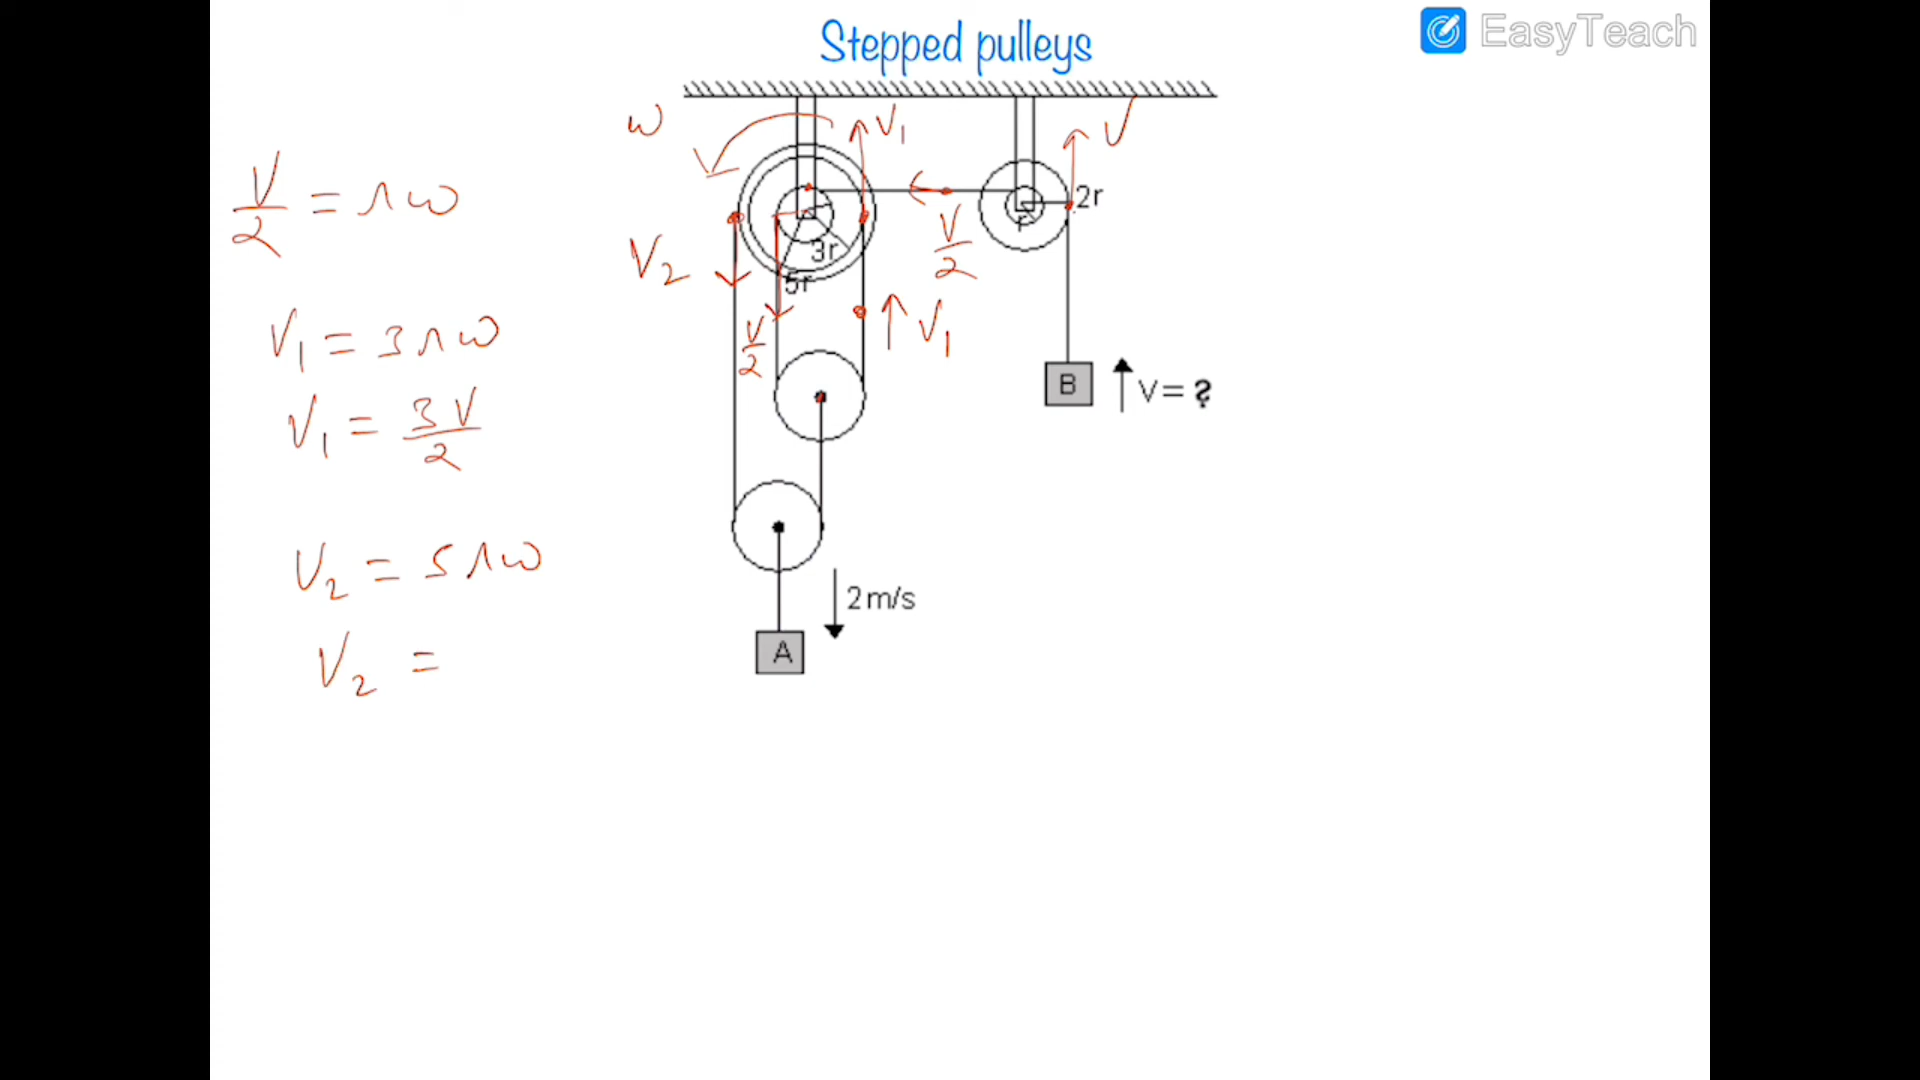 Stepped pulleys
EasyTeach
ω
V₁
V
V/2 = rω
2r
r
V₂
3r
5r
V/2
V/2
V₁
V₁ = 3rω
V₁ = 3V/2
B
V = ?
V₂ = 5rω
2m/s
V₂ =
A